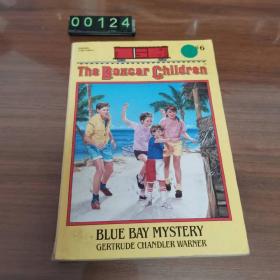 00124
6
The Boxcar Children
BLUE BAY MYSTERY
GERTRUDE CHANDLER WARNER